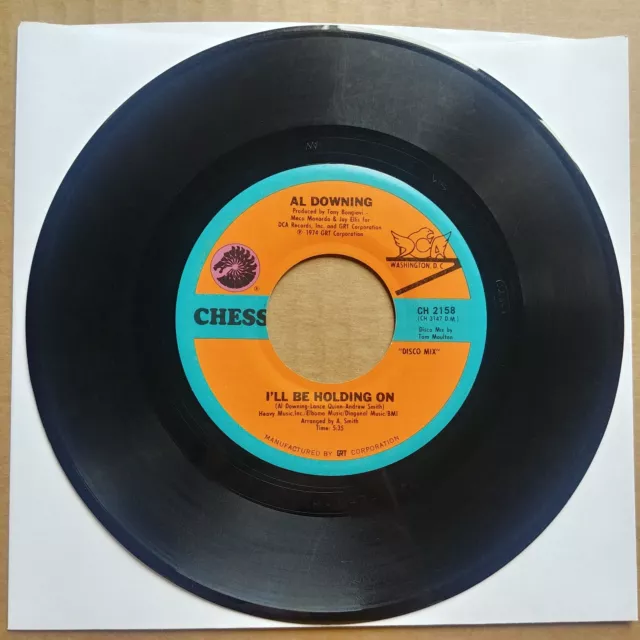 AL DOWNING
Produced by Tony Bongiovi -
Meco Monardo & Jay Ellis for
DCA Records, Inc. and GRT Corporation
℗ 1974 GRT Corporation
DCA
WASHINGTON, D.C.
®
CHESS
CH 2158
(CH 2147 D.M.)
Disco Mix by
Tom Moulton
"DISCO MIX"
I'LL BE HOLDING ON
(Al Downing-Lance Quinn-Andrew Smith)
Heavy Music,Inc./Elhome Music/Diagonal Music:BMI
Arranged by A. Smith
Time: 5:35
MANUFACTURED BY GRT CORPORATION